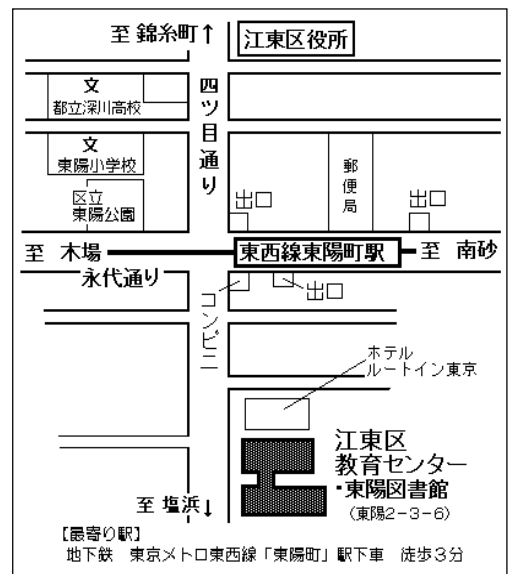 至 錦糸町↑
江東区役所
文
都立深川高校
四ツ目通り
文
東陽小学校
区立
東陽公園
出口
郵便局
出口
至 木場
東西線東陽町駅
至 南砂
永代通り
コンビニ
出口
ホテル
ルートイン東京
江東区
教育センター
・東陽図書館
(東陽2-3-6)
至 塩浜↓
【最寄り駅】
地下鉄 東京メトロ東西線「東陽町」駅下車 徒歩3分